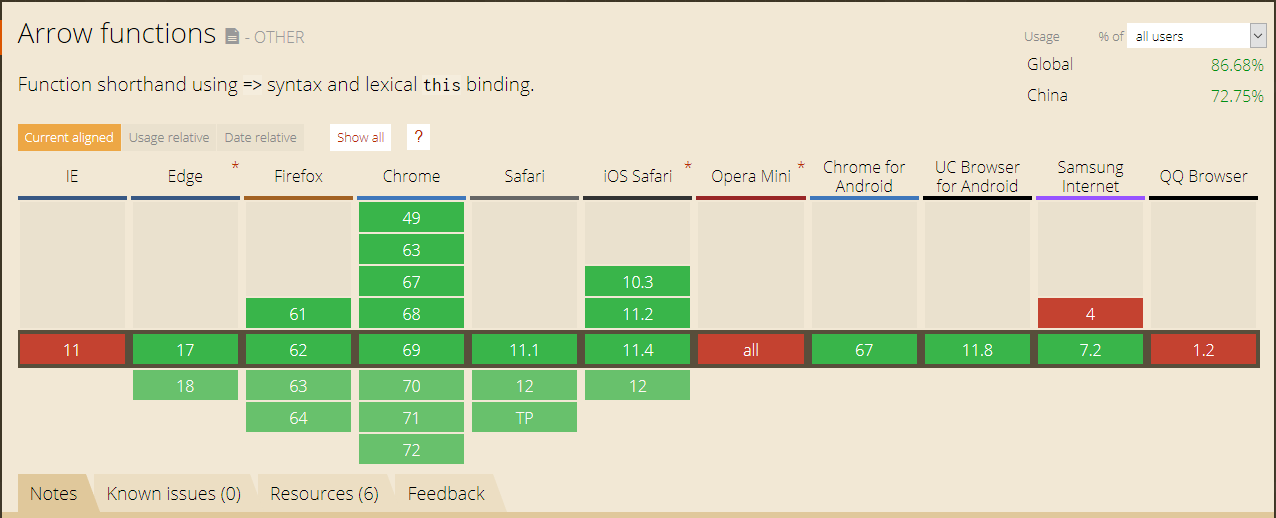 Arrow functions - OTHER
Usage % of all users
Global 86.68%
China 72.75%
Function shorthand using => syntax and lexical this binding.
Current aligned Usage relative Date relative Show all ?
IE Edge * Firefox Chrome Safari iOS Safari * Opera Mini * Chrome for Android UC Browser for Android Samsung Internet QQ Browser
49
63
67 10.3
61 68 11.2 4
11 17 62 69 11.1 11.4 all 67 11.8 7.2 1.2
18 63 70 12 12
64 71 TP
72
Notes Known issues (0) Resources (6) Feedback